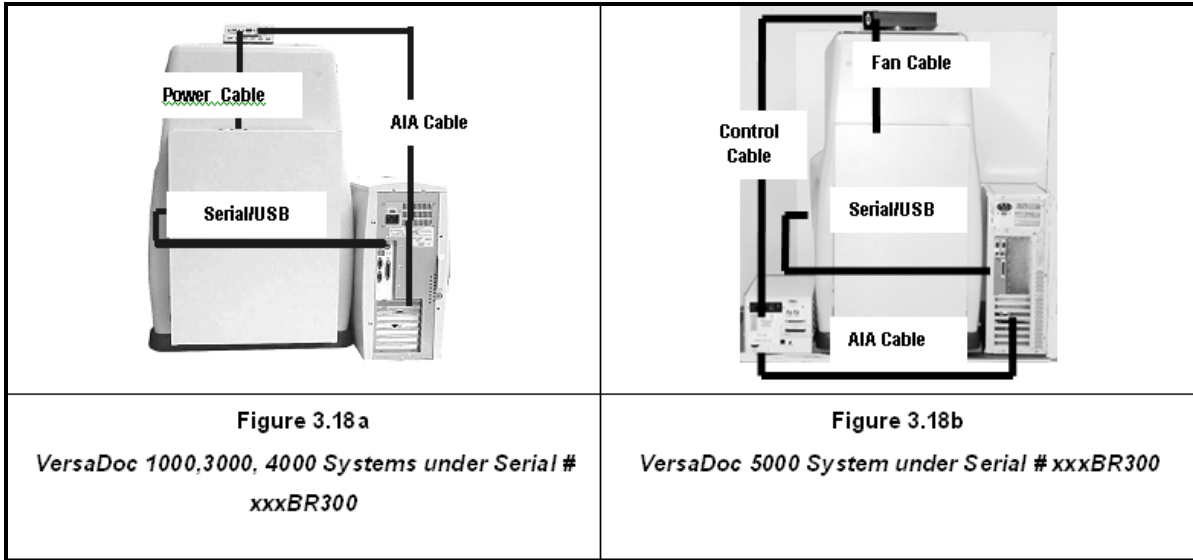 Power Cable
AIA Cable
Serial/USB
Fan Cable
Control
Cable
Serial/USB
AIA Cable
Figure 3.18a
VersaDoc 1000,3000, 4000 Systems under Serial #
xxxBR300
Figure 3.18b
VersaDoc 5000 System under Serial # xxxBR300